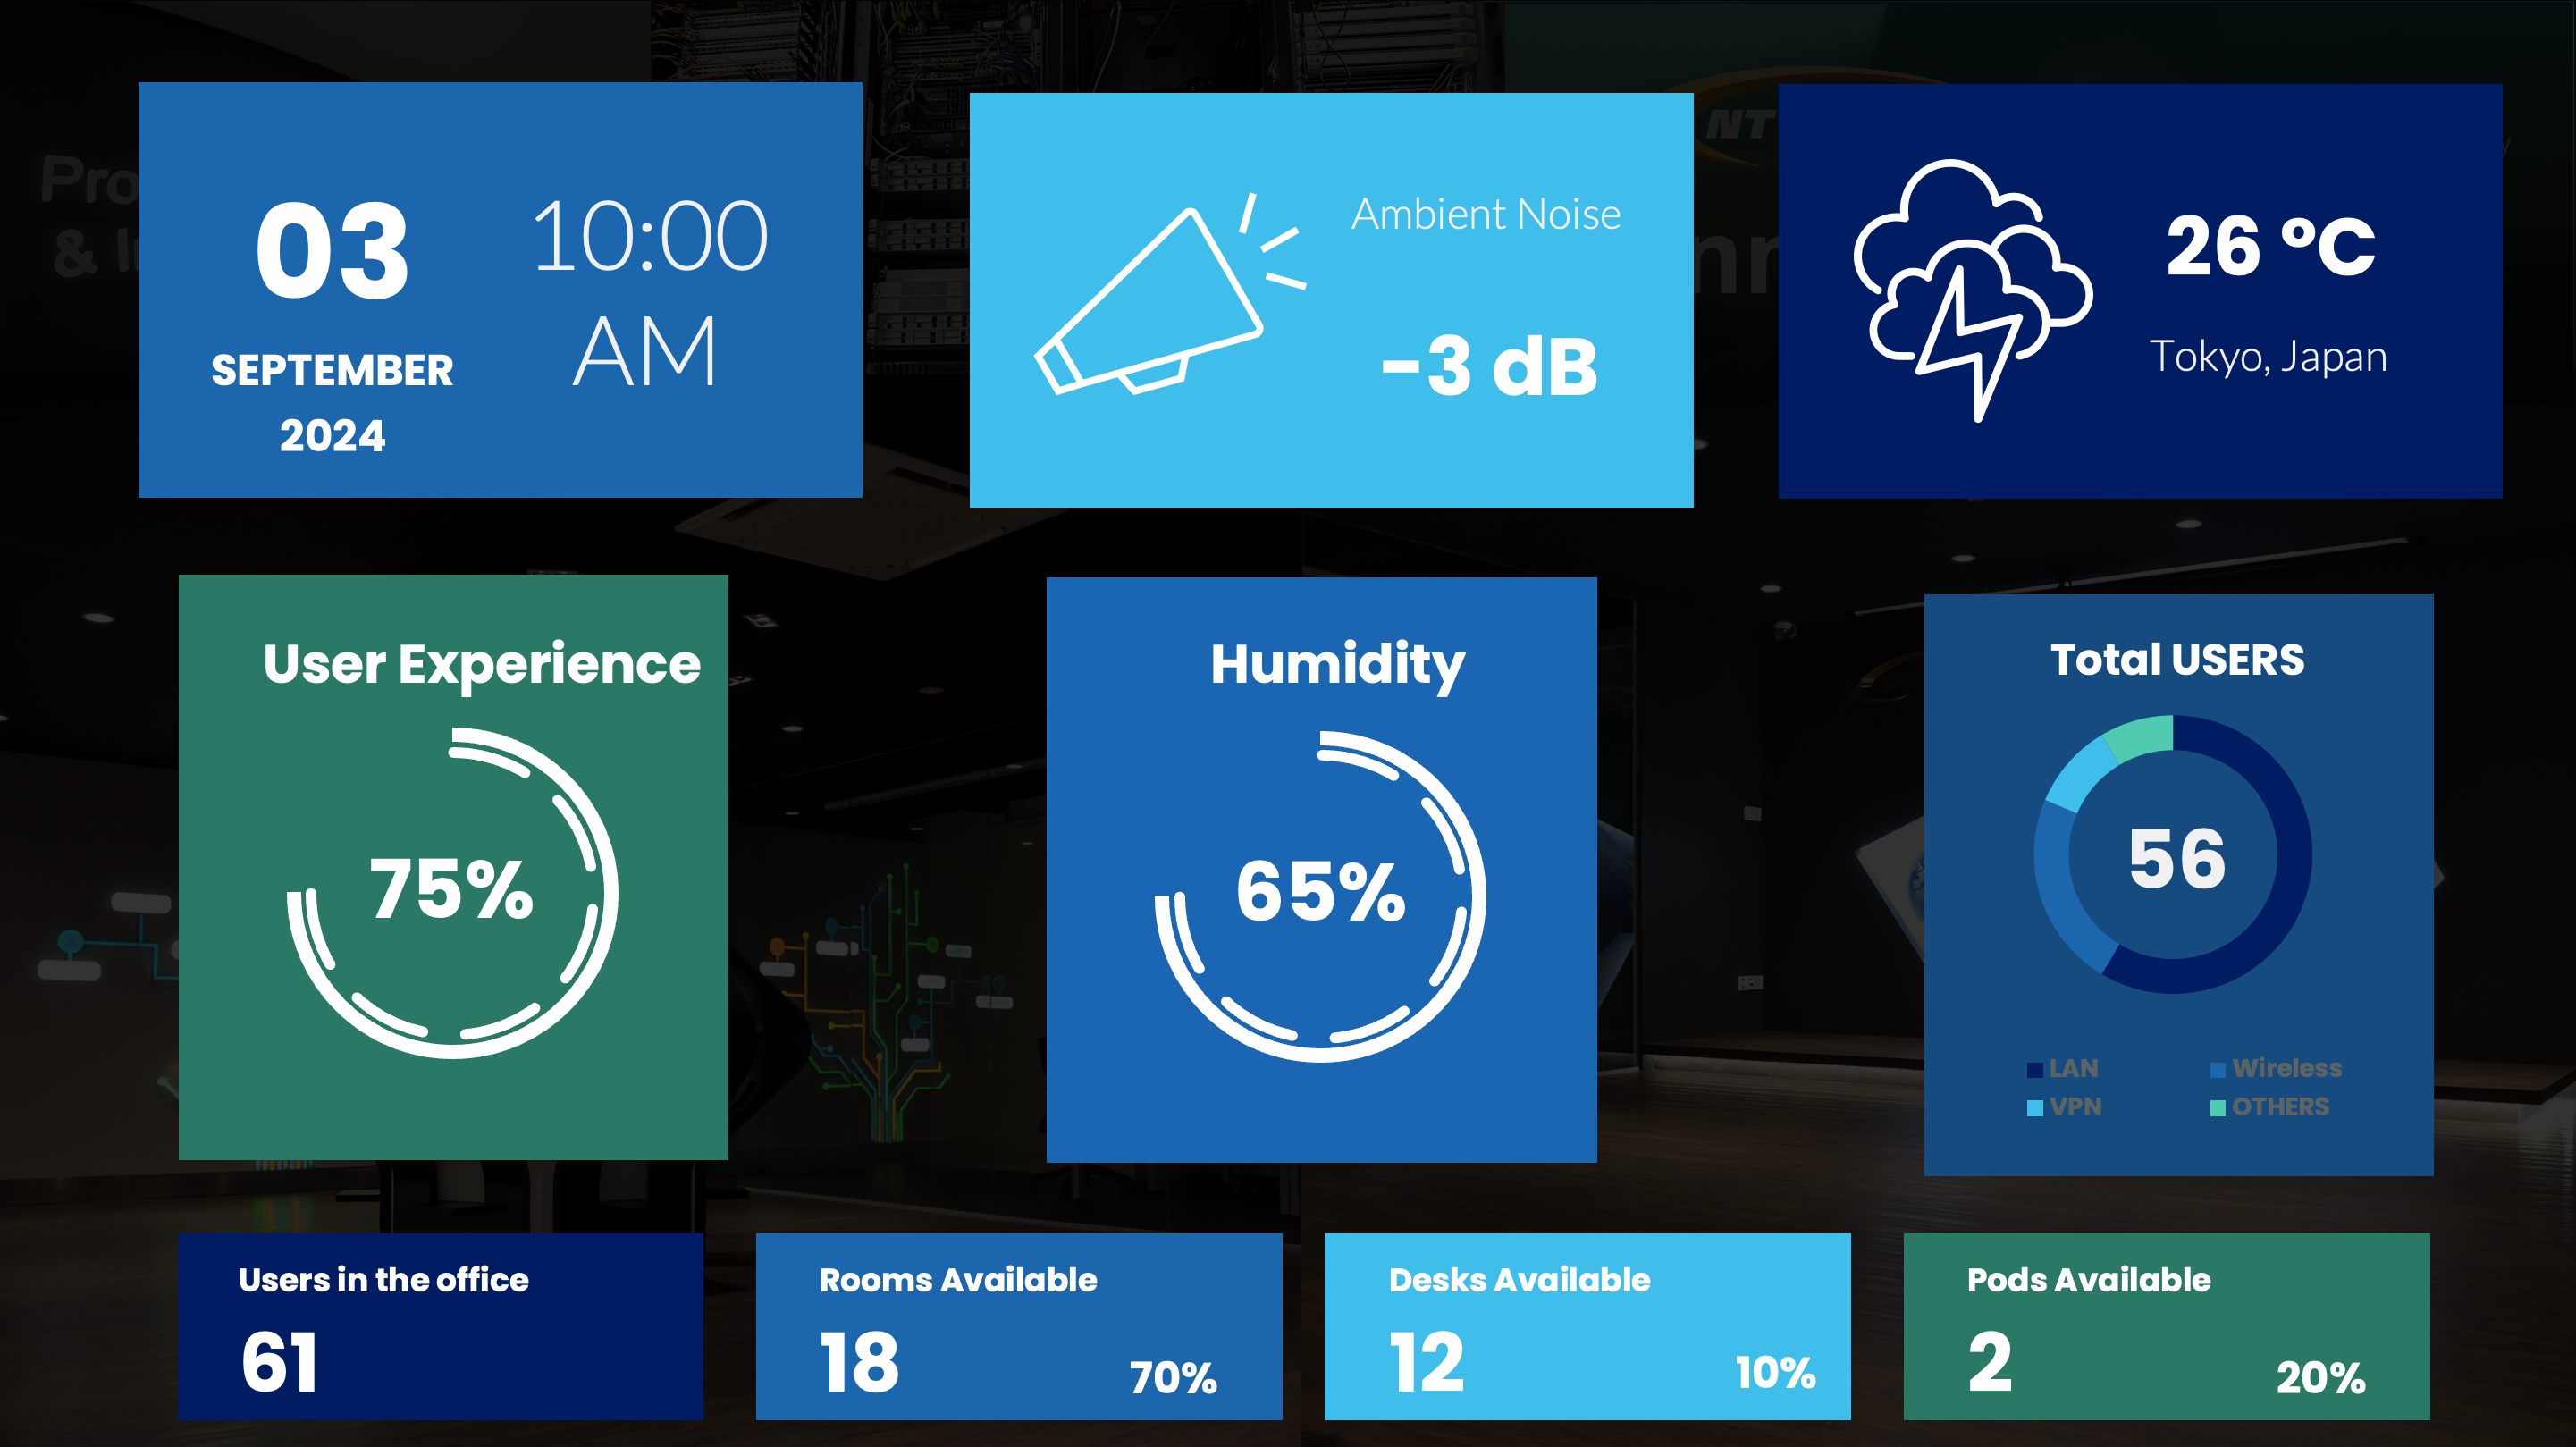 03
SEPTEMBER
2024
10:00
AM
Ambient Noise
-3 dB
26 °C
Tokyo, Japan
Pro
& I
NT
User Experience
75%
Humidity
65%
Total USERS
56
LAN
Wireless
VPN
OTHERS
Users in the office
61
Rooms Available
18
70%
Desks Available
12
10%
Pods Available
2
20%